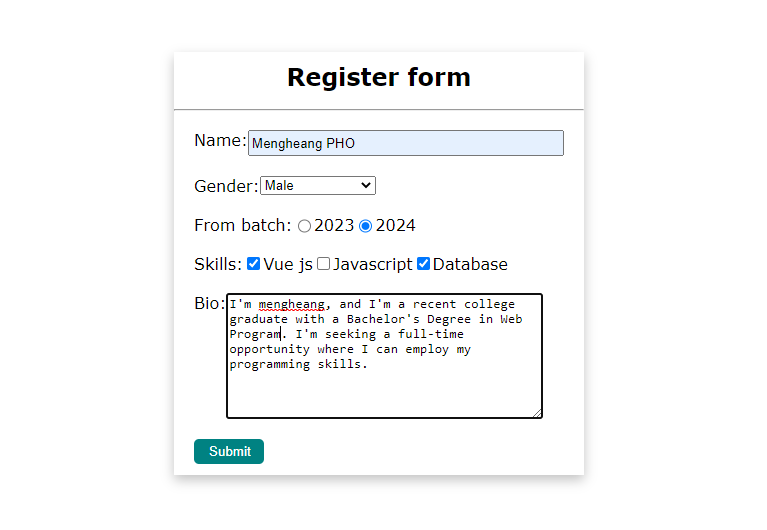 Register form
Name: Mengheang PHO
Gender: Male
From batch: 2023 2024
Skills: Vue js Javascript Database
Bio: I'm mengheang, and I'm a recent college
graduate with a Bachelor's Degree in Web
Program. I'm seeking a full-time
opportunity where I can employ my
programming skills.
Submit